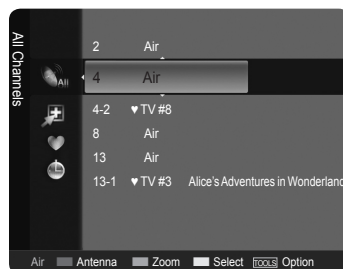 All Channels
2 Air
All
4 Air
4-2 ♥ TV #8
8 Air
13 Air
13-1 ♥ TV #3 Alice's Adventures in Wonderland
Air Antenna Zoom Select TOOLS Option